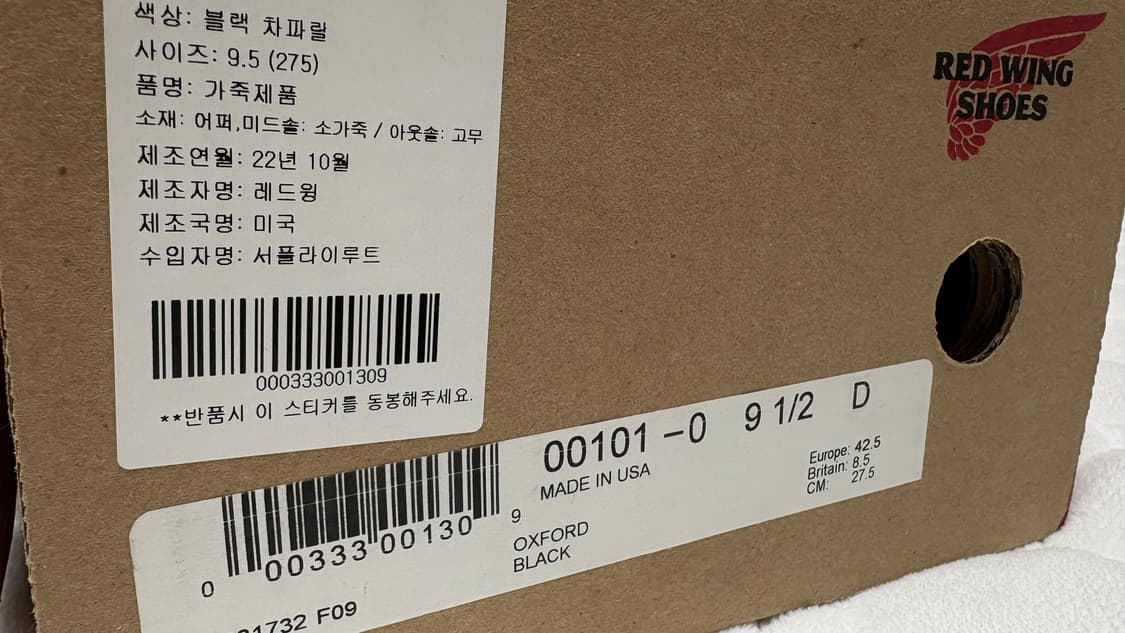 색상: 블랙 차파랄
사이즈: 9.5 (275)
품명: 가죽제품
소재: 어퍼,미드솔: 소가죽 / 아웃솔: 고무
제조연월: 22년 10월
제조자명: 레드윙
제조국명: 미국
수입자명: 서플라이루트
000333001309
**반품시 이 스티커를 동봉해주세요.
RED WING
SHOES
00101 -0 9 1/2 D
MADE IN USA
Europe: 42.5
Britain: 8.5
CM: 27.5
0 00333 00130 9
OXFORD
BLACK
1732 F09